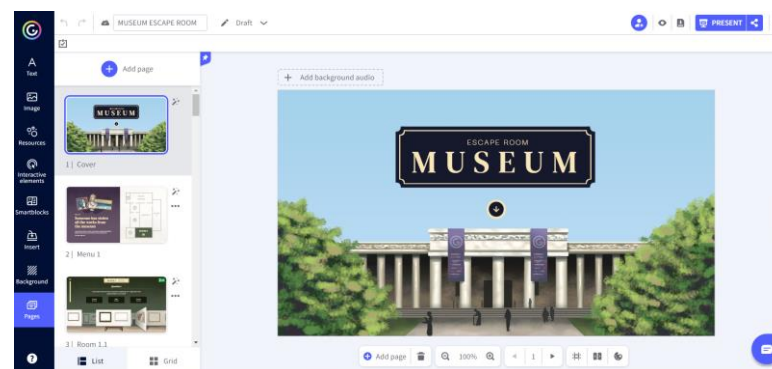 MUSEUM ESCAPE ROOM
Draft
PRESENT
Text
Image
Resources
Interactive
elements
Smartblocks
Insert
Background
Pages
Add page
MUSEUM
1 | Cover
2 | Menu 1
3 | Room 1.1
List
Grid
Add background audio
ESCAPE ROOM
MUSEUM
Add page
100%
1